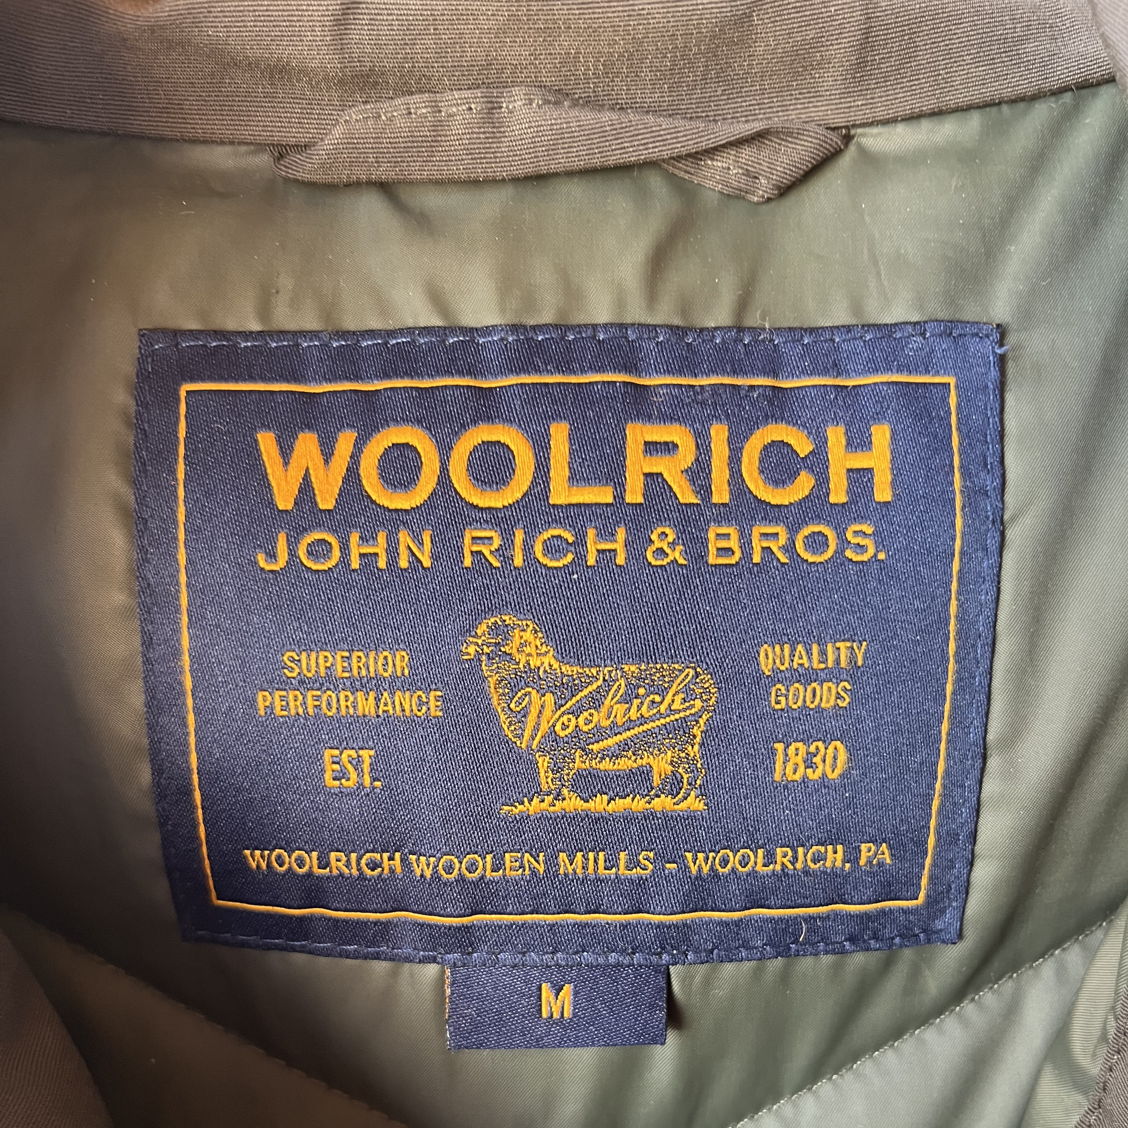 WOOLRICH
JOHN RICH & BROS.
SUPERIOR
PERFORMANCE
EST.
Woolrich
QUALITY
GOODS
1830
WOOLRICH WOOLEN MILLS - WOOLRICH, PA
M